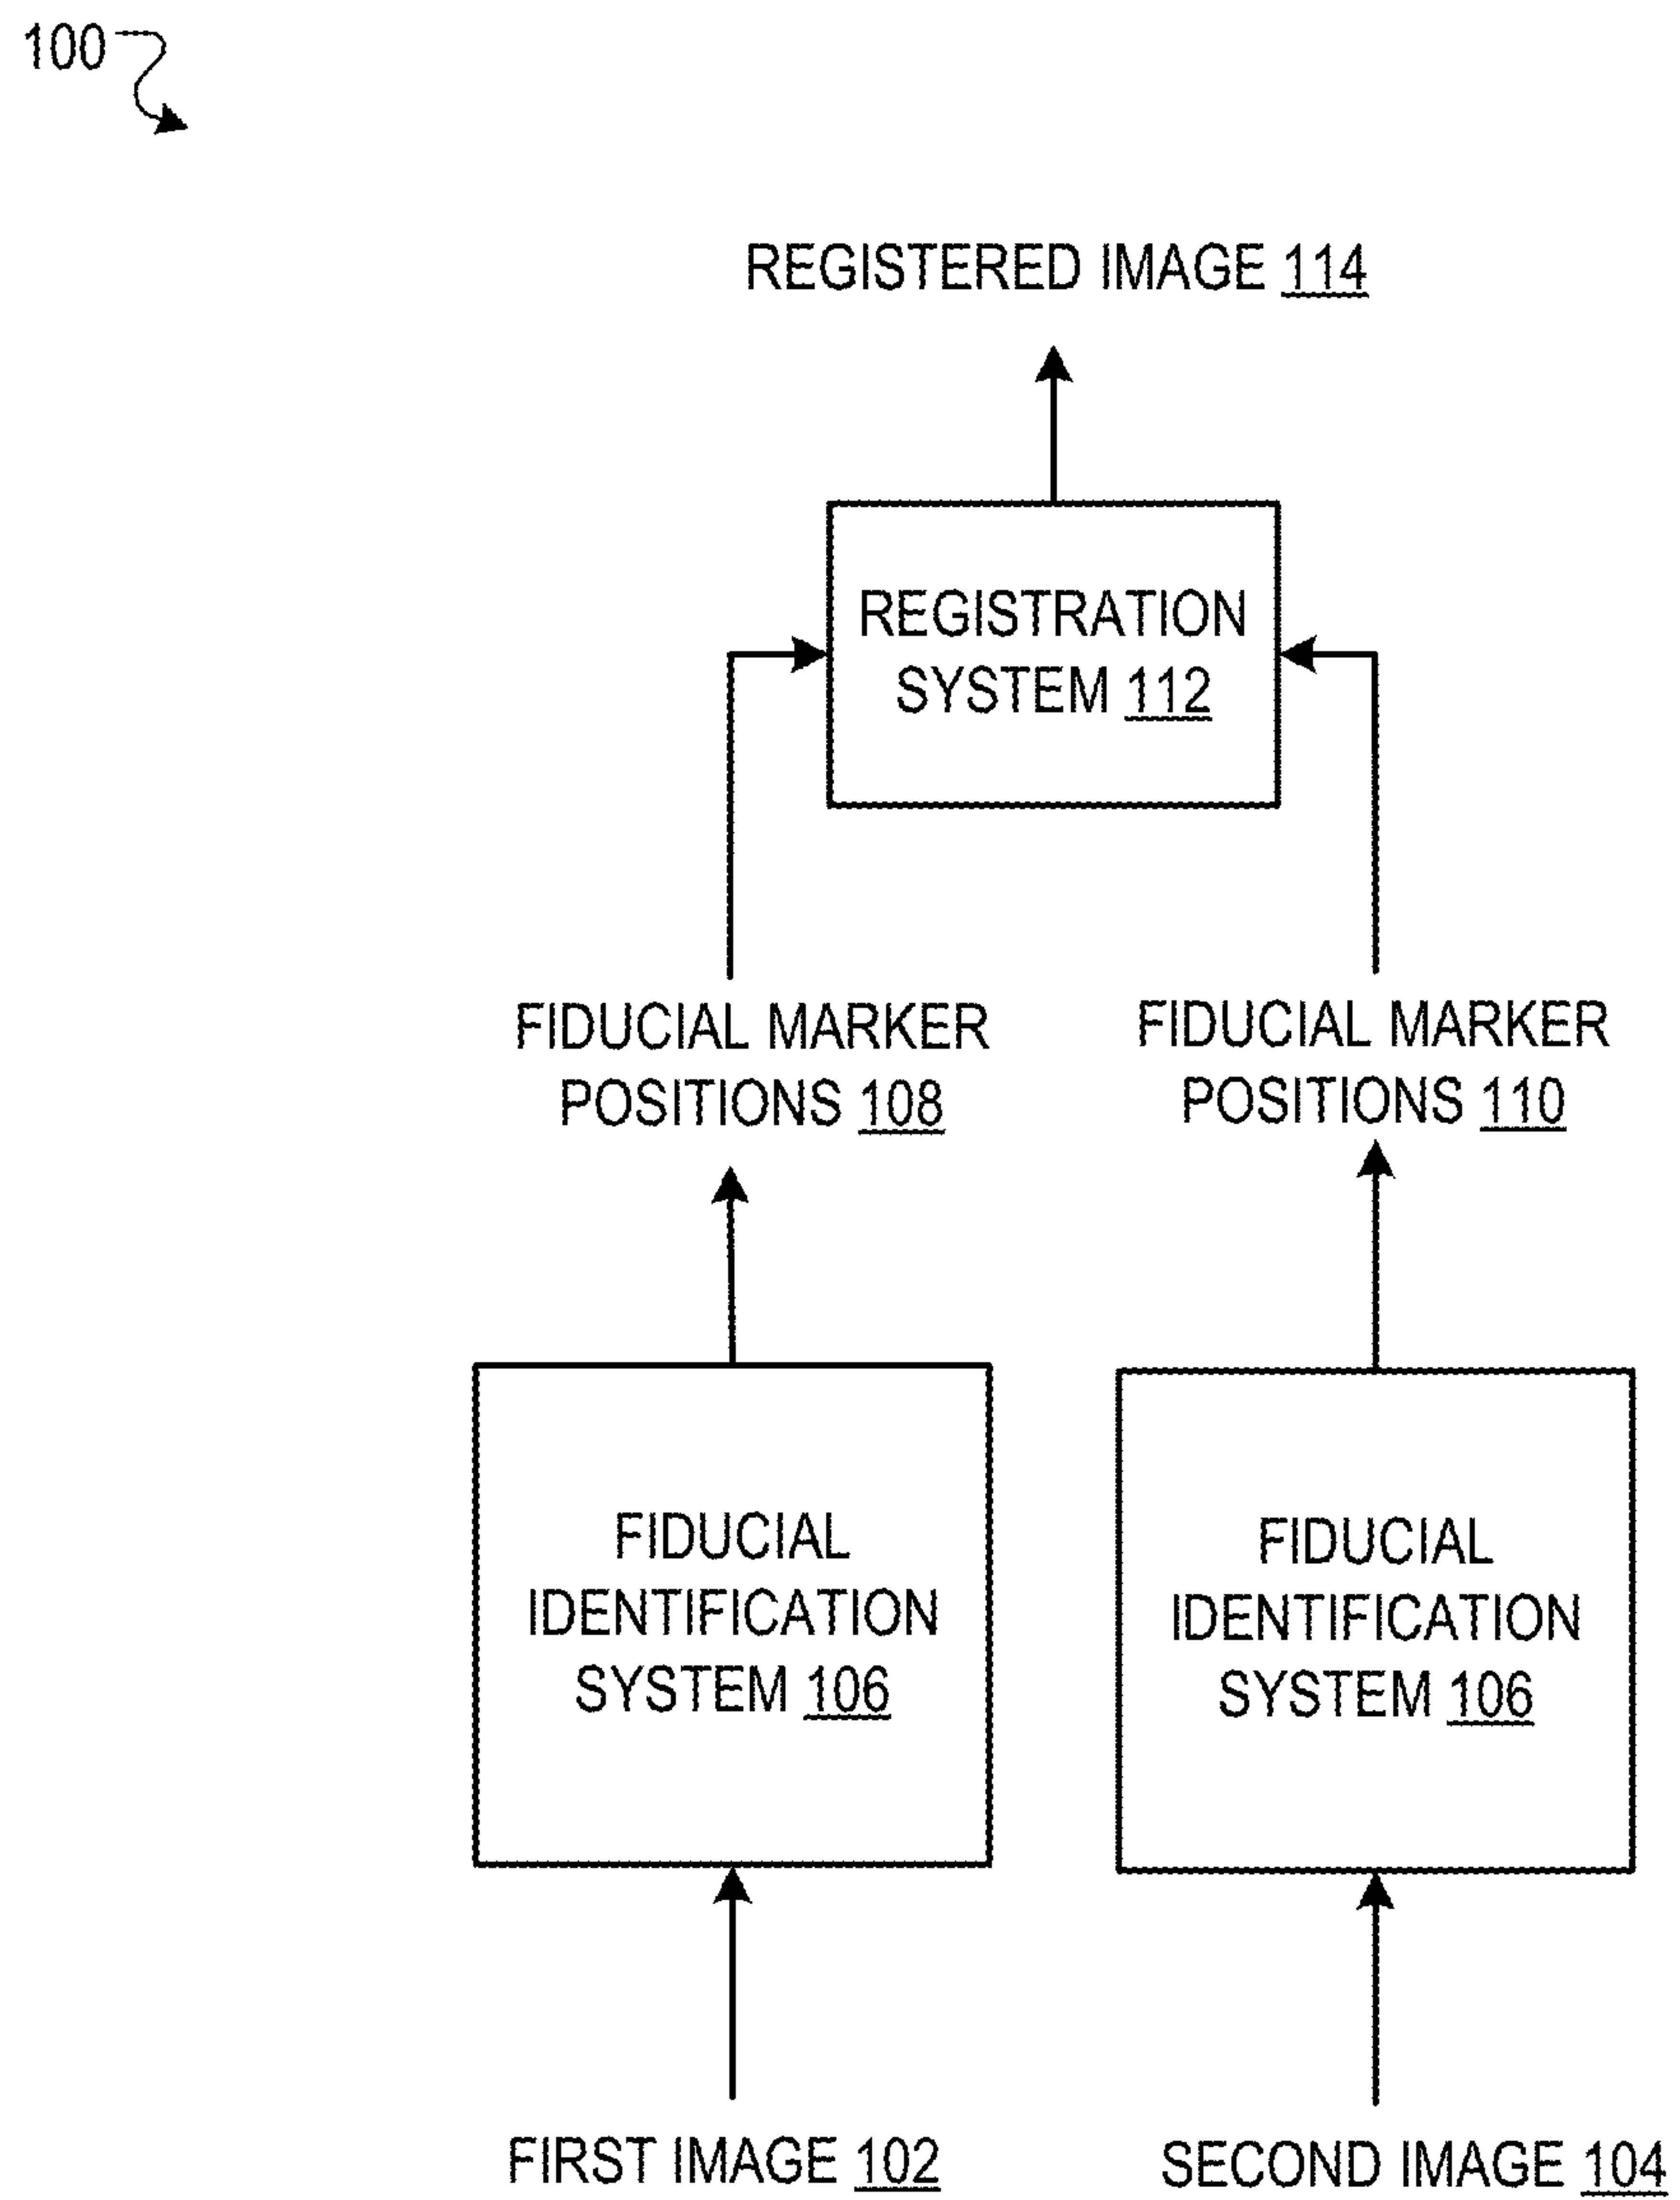 100
REGISTERED IMAGE 114
REGISTRATION
SYSTEM 112
FIDUCIAL MARKER
POSITIONS 108
FIDUCIAL MARKER
POSITIONS 110
FIDUCIAL
IDENTIFICATION
SYSTEM 106
FIDUCIAL
IDENTIFICATION
SYSTEM 106
FIRST IMAGE 102
SECOND IMAGE 104